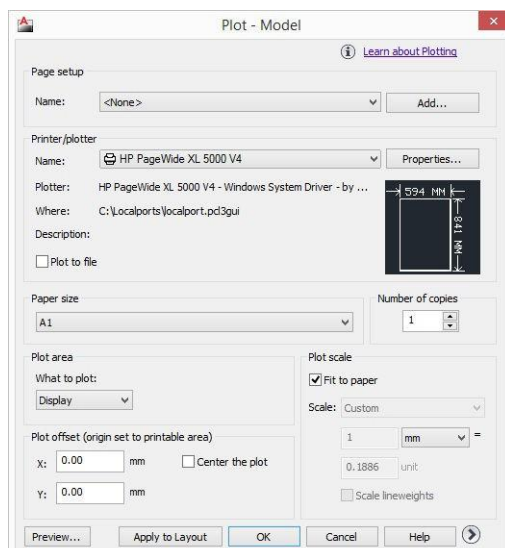 Plot - Model
Learn about Plotting
Page setup
Name: <None> Add...
Printer/plotter
Name: HP PageWide XL 5000 V4 Properties...
Plotter: HP PageWide XL 5000 V4 - Windows System Driver - by ...
Where: C:\Localports\localport.pcl3gui
Description:
Plot to file
594 MM
841 MM
Paper size
A1
Number of copies
1
Plot area
What to plot:
Display
Plot scale
Fit to paper
Scale: Custom
1 mm =
0.1886 unit
Scale lineweights
Plot offset (origin set to printable area)
X: 0.00 mm Center the plot
Y: 0.00 mm
Preview... Apply to Layout OK Cancel Help